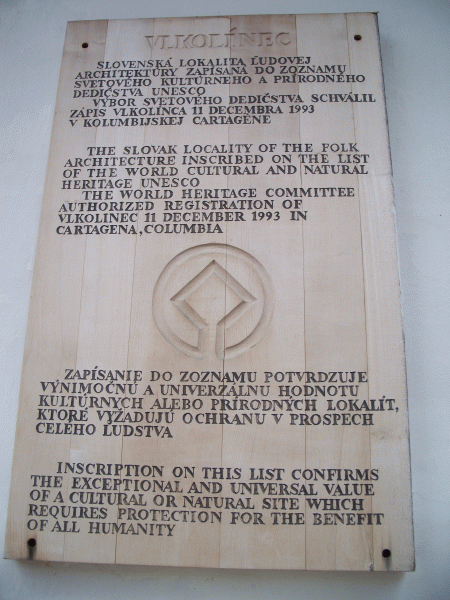 VLKOLÍNEC
SLOVENSKÁ LOKALITA ĽUDOVEJ
ARCHITEKTÚRY ZAPÍSANÁ DO ZOZNAMU
SVETOVÉHO KULTÚRNEHO A PRÍRODNÉHO
DEDIČSTVA UNESCO
VÝBOR SVETOVÉHO DEDIČSTVA SCHVÁLIL
ZÁPIS VLKOLÍNCA 11 DECEMBRA 1993
V KOLUMBIJSKEJ CARTAGÉNE
THE SLOVAK LOCALITY OF THE FOLK
ARCHITECTURE INSCRIBED ON THE LIST
OF THE WORLD CULTURAL AND NATURAL
HERITAGE UNESCO
THE WORLD HERITAGE COMMITTEE
AUTHORIZED REGISTRATION OF
VLKOLINEC 11 DECEMBER 1993 IN
CARTAGENA, COLUMBIA
ZAPÍSANIE DO ZOZNAMU POTVRDZUJE
VÝNIMOČNÚ A UNIVERZÁLNU HODNOTU
KULTÚRNYCH ALEBO PRÍRODNÝCH LOKALÍT,
KTORÉ VYŽADUJÚ OCHRANU V PROSPECH
CELÉHO ĽUDSTVA
INSCRIPTION ON THIS LIST CONFIRMS
THE EXCEPTIONAL AND UNIVERSAL VALUE
OF A CULTURAL OR NATURAL SITE WHICH
REQUIRES PROTECTION FOR THE BENEFIT
OF ALL HUMANITY